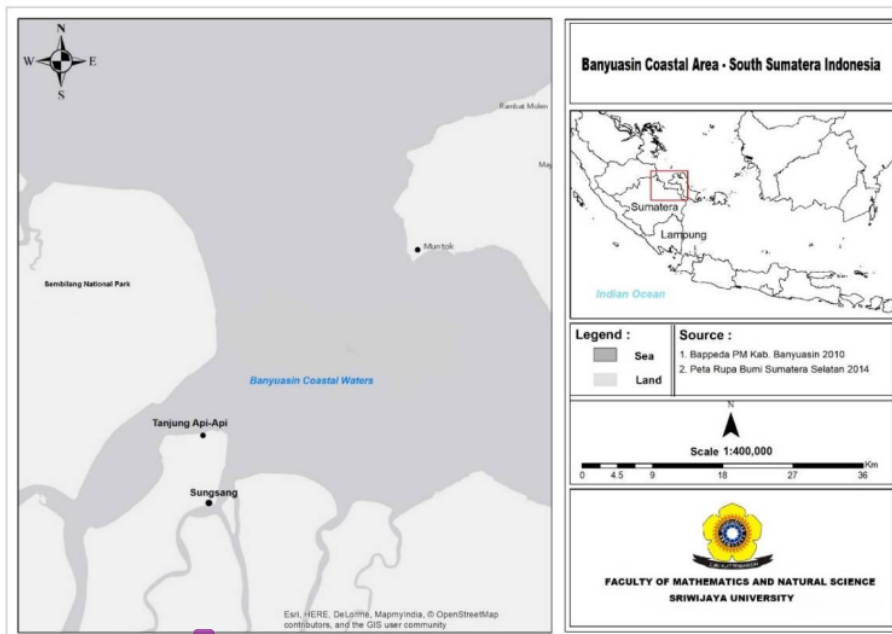 N
W
E
S
Rambat Molen
Muntok
Sembilang National Park
Banyuasin Coastal Waters
Tanjung Api-Api
Sungsang
Esri, HERE, DeLorme, MapmyIndia, © OpenStreetMap
contributors, and the GIS user community
Banyuasin Coastal Area - South Sumatera Indonesia
Sumatera
Lampung
Indian Ocean
Legend :
Sea
Land
Source :
1. Bappeda PM Kab. Banyuasin 2010
2. Peta Rupa Bumi Sumatera Selatan 2014
N
Scale 1:400,000
Km
0 4.5 9 18 27 36
FACULTY OF MATHEMATICS AND NATURAL SCIENCE
SRIWIJAYA UNIVERSITY